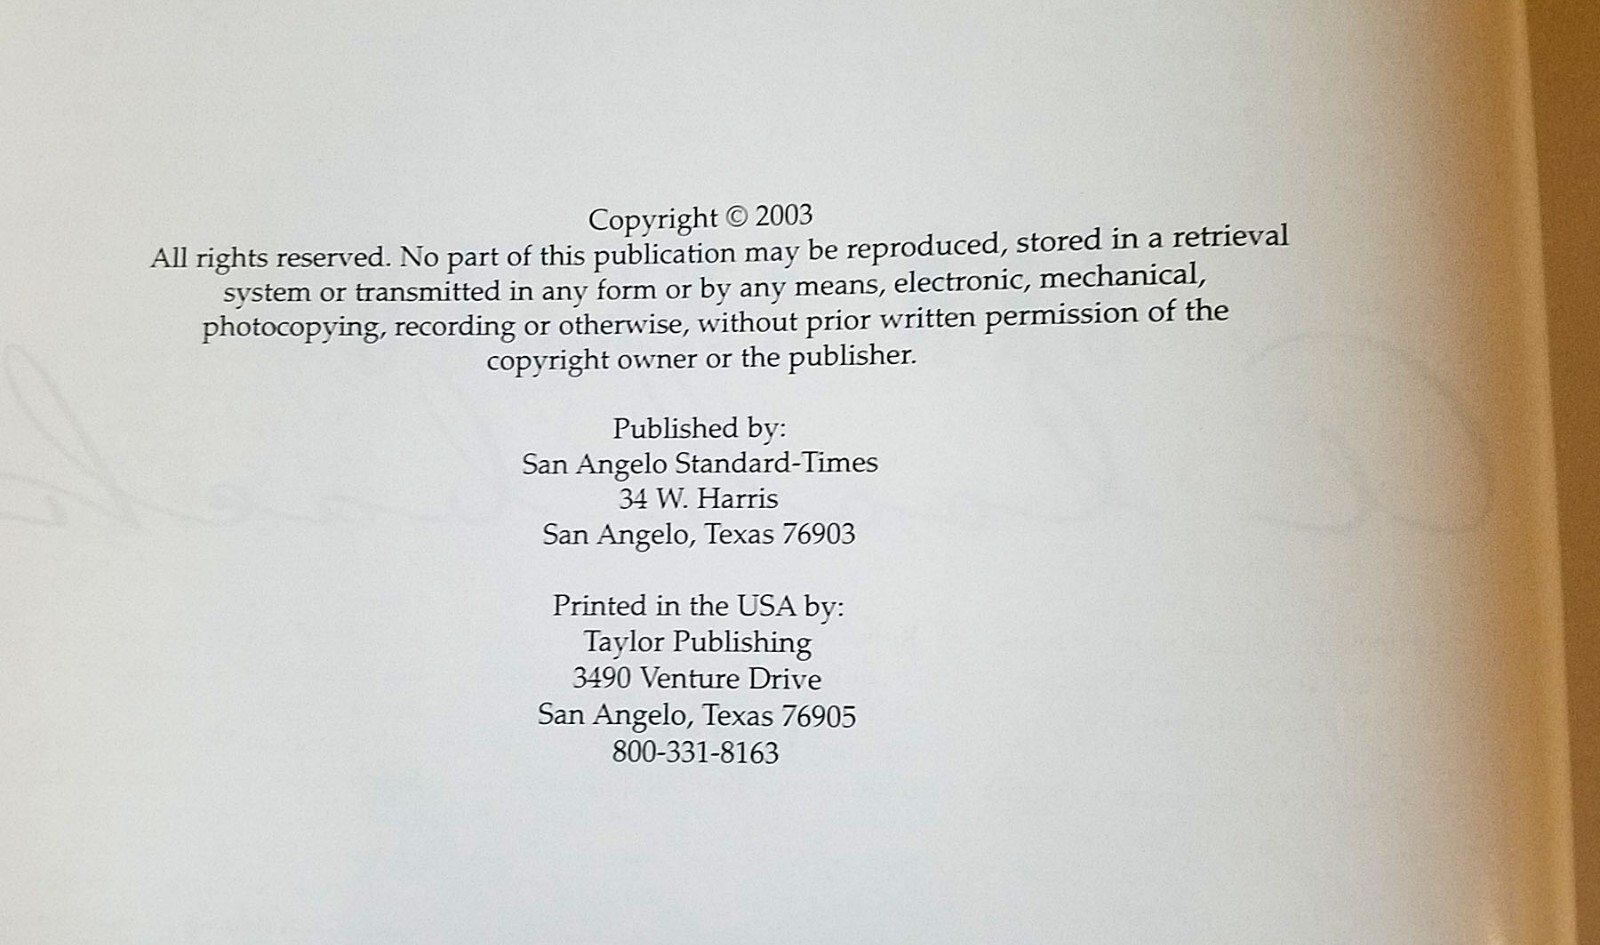 Copyright © 2003
All rights reserved. No part of this publication may be reproduced, stored in a retrieval
system or transmitted in any form or by any means, electronic, mechanical,
photocopying, recording or otherwise, without prior written permission of the
copyright owner or the publisher.
Published by:
San Angelo Standard-Times
34 W. Harris
San Angelo, Texas 76903
Printed in the USA by:
Taylor Publishing
3490 Venture Drive
San Angelo, Texas 76905
800-331-8163